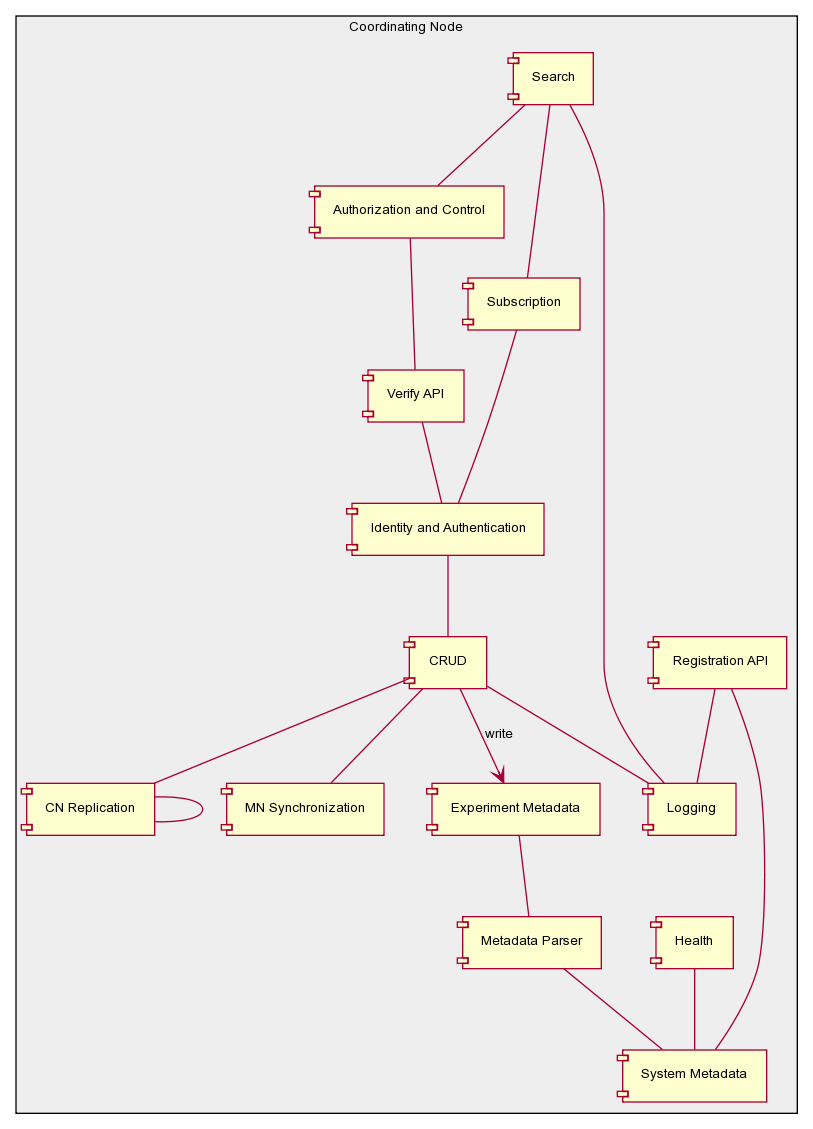 Coordinating Node
Search
Authorization and Control
Subscription
Verify API
Identity and Authentication
CRUD
Registration API
write
CN Replication
MN Synchronization
Experiment Metadata
Logging
Metadata Parser
Health
System Metadata